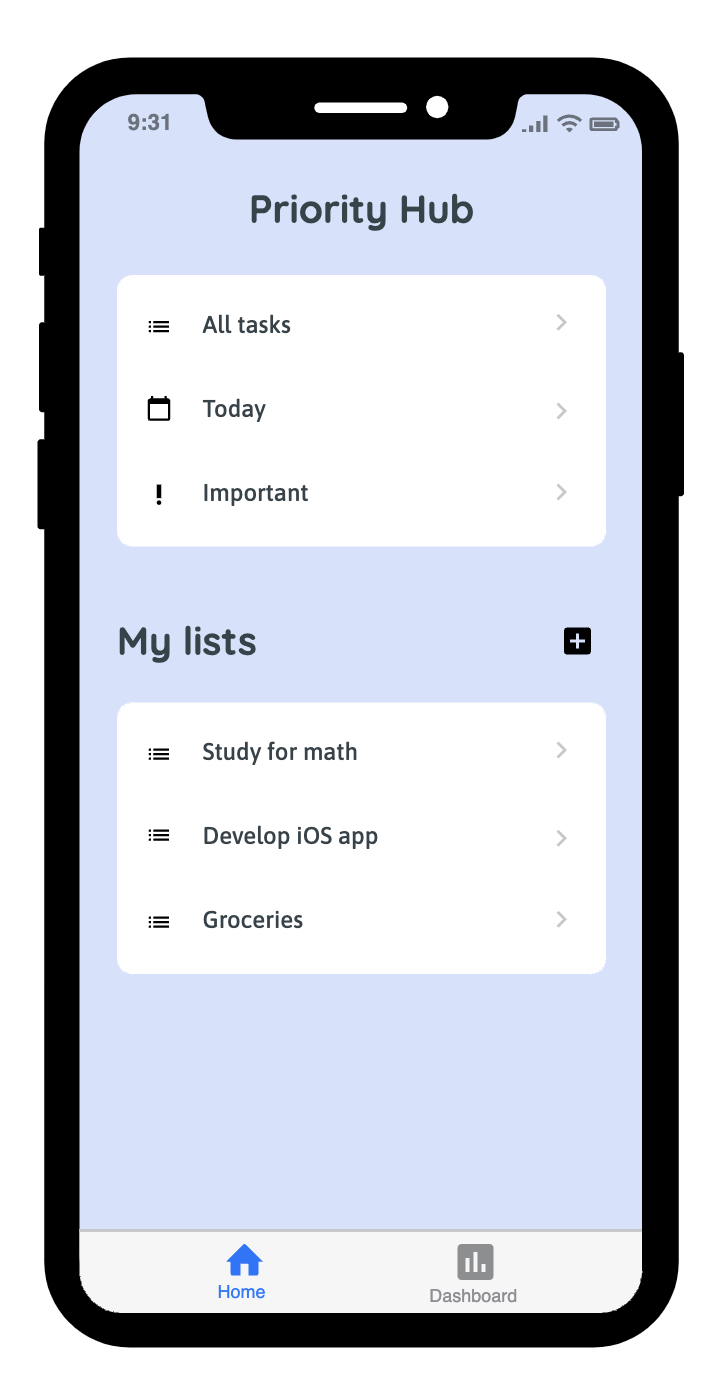 9:31
Priority Hub
All tasks
Today
Important
My lists
Study for math
Develop iOS app
Groceries
Home
Dashboard